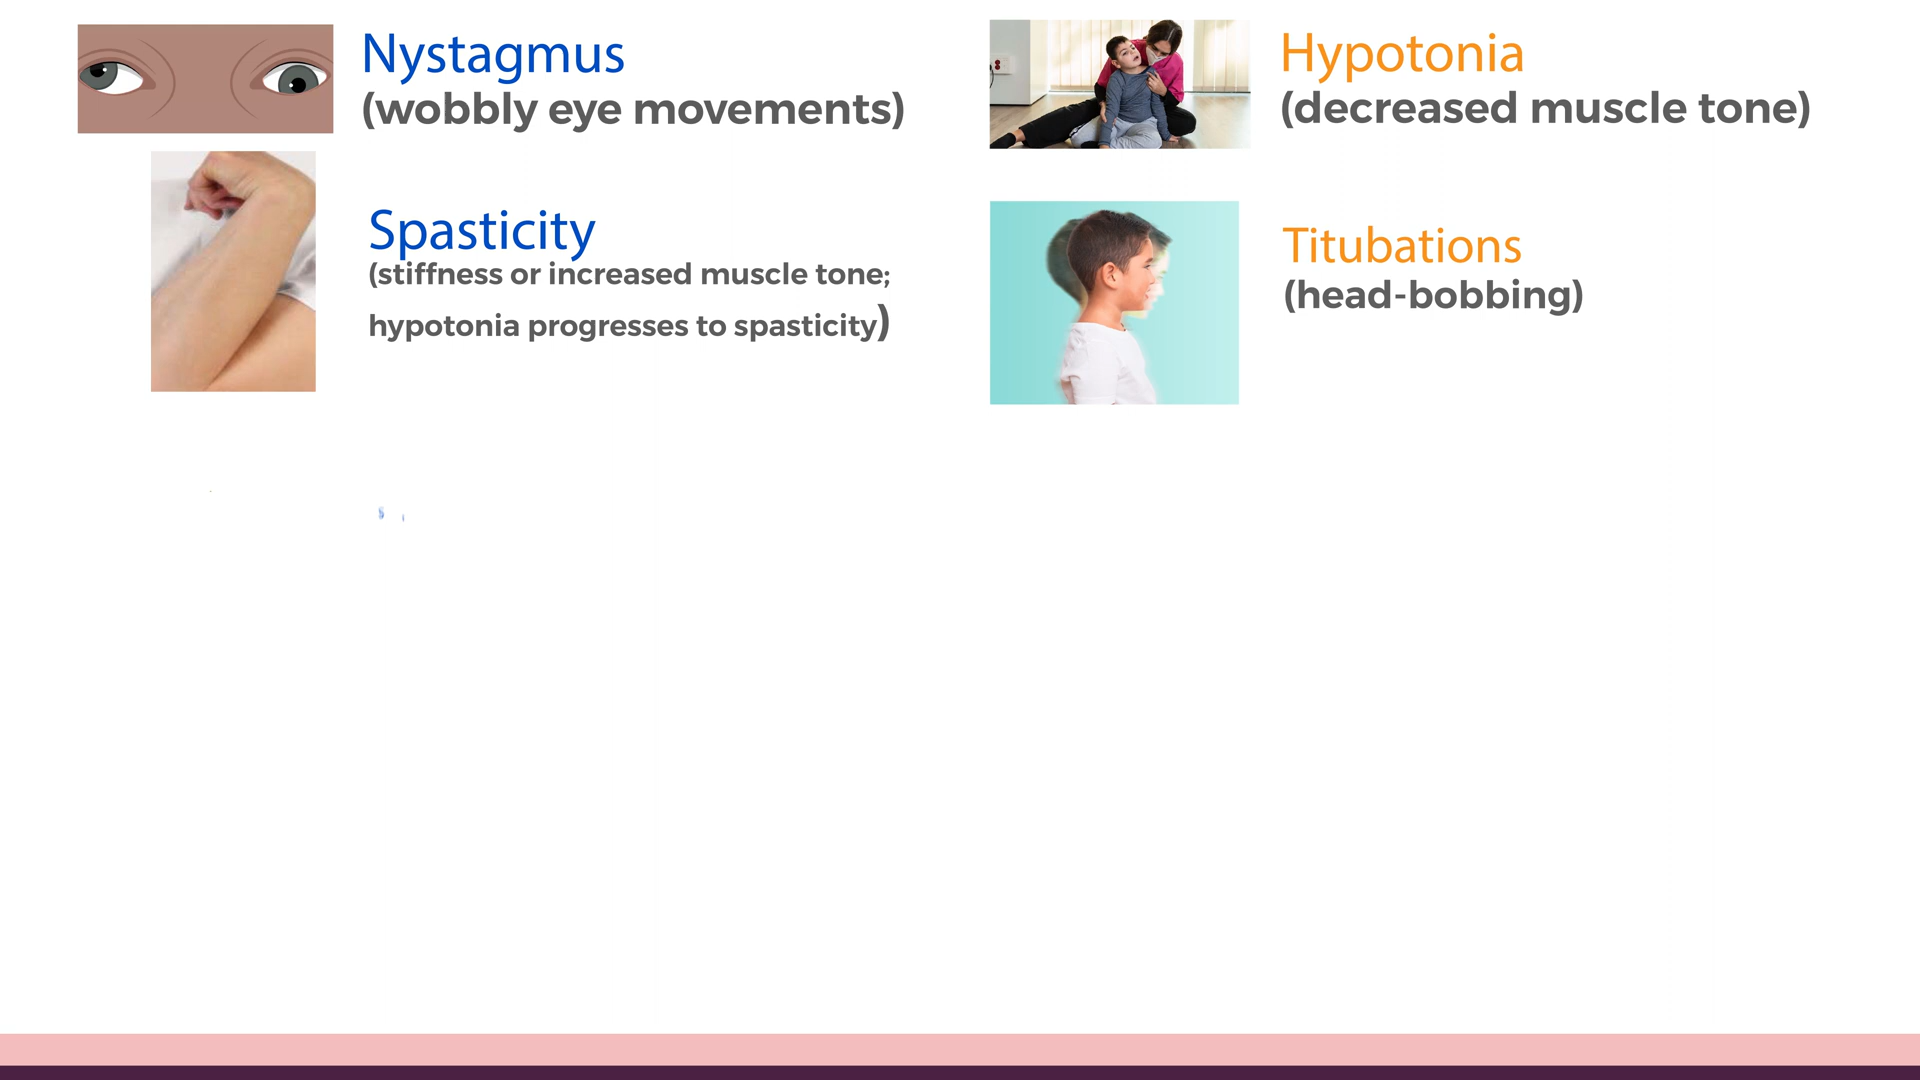 Nystagmus
(wobbly eye movements)
Hypotonia
(decreased muscle tone)
Spasticity
(stiffness or increased muscle tone;
hypotonia progresses to spasticity)
Titubations
(head-bobbing)